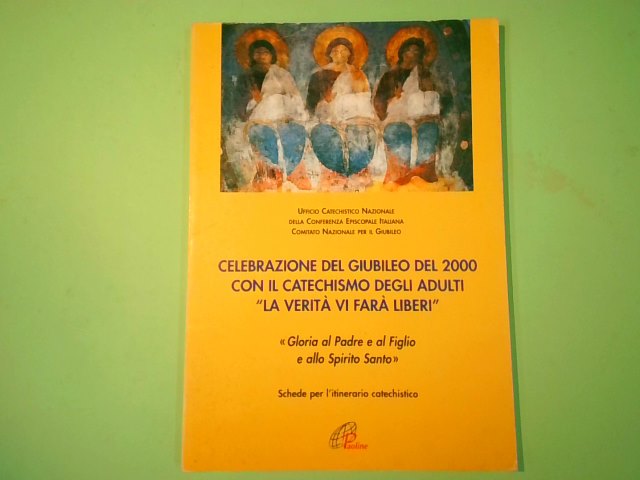 Ufficio Catechistico Nazionale
della Conferenza Episcopale Italiana
Comitato Nazionale per il Giubileo
CELEBRAZIONE DEL GIUBILEO DEL 2000
CON IL CATECHISMO DEGLI ADULTI
"LA VERITÀ VI FARÀ LIBERI"
«Gloria al Padre e al Figlio
e allo Spirito Santo»
Schede per l'itinerario catechistico
Paoline